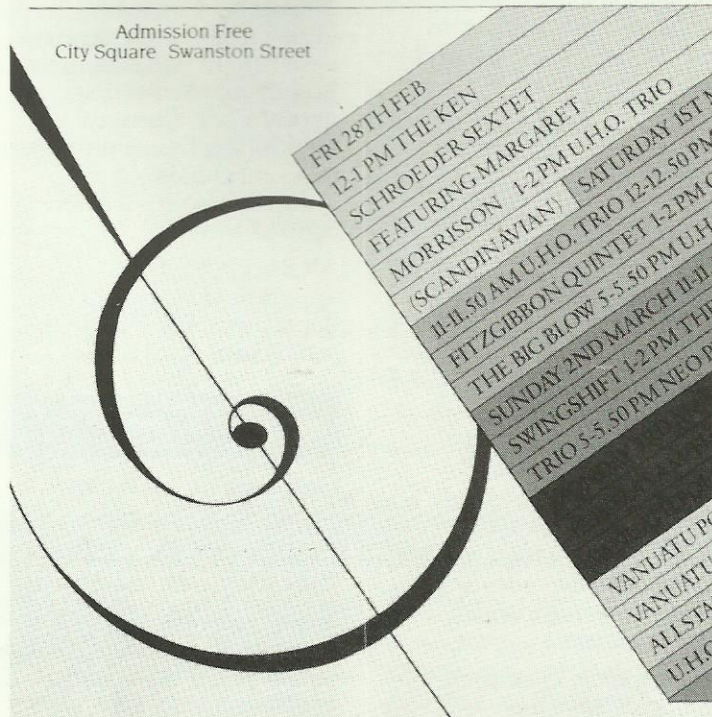 Admission Free
City Square Swanston Street
FRI 28TH FEB
12-1 PM THE KEN
SCHROEDER SEXTET
FEATURING MARGARET
MORRISSON 1-2 PM U.H.O. TRIO
(SCANDINAVIAN) SATURDAY 1ST
11-11.50 AM U.H.O. TRIO 12-12.50 PM
FITZGIBBON QUINTET 1-2 PM
THE BIG BLOW 5-5.50 PM U.H
SUNDAY 2ND MARCH 11-11
SWINGSHIFT 1-2 PM THE
TRIO 5-5.50 PM NEO
VANUATU
VANUATU
ALLSTA
U.H.O